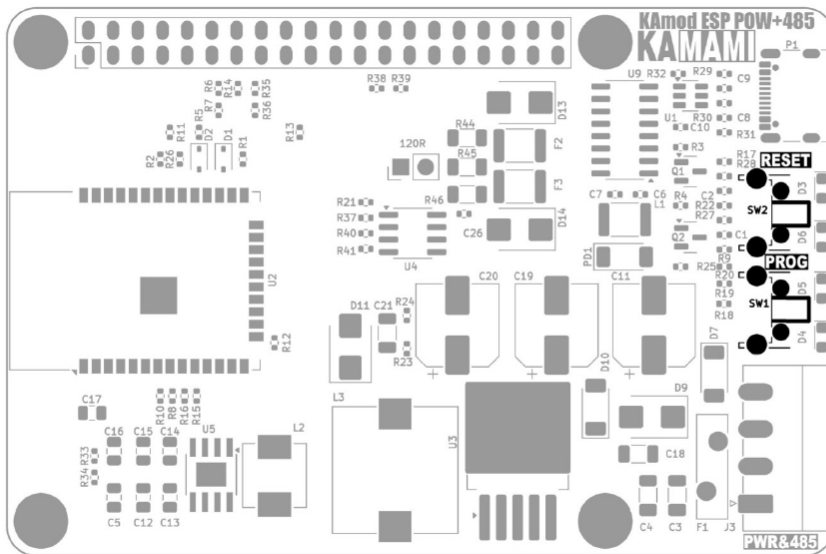 KAmod ESP POW+485
KAMAMI
P1
R6
R14
R35
R7
R36
R5
R11
D2
D1
R13
R2
R26
R1
R38
R39
D13
R44
F2
120R
R45
F3
R46
D14
C26
R21
R37
R40
R41
U4
U9
R32
R29
U1
R30
C10
R3
Q1
R4
Q2
R25
C9
C8
R31
R17
R28
C2
R22
R27
C1
R9
R20
R19
R18
C7
C6
L1
PD1
RESET
D3
SW2
D6
PROG
D5
SW1
D4
U2
R12
D11
C21
R24
R23
C20
C19
C11
D10
D7
D9
L3
U3
C18
C4
C3
F1
J3
PWR&485
C17
R10
R8
R16
R15
U5
L2
C16
C15
C14
R33
R34
C5
C12
C13